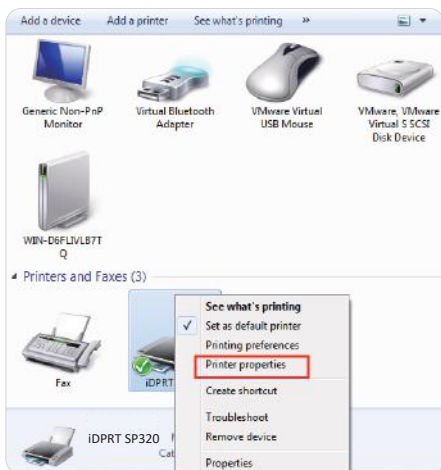 Add a device Add a printer See what's printing »
Generic Non-PnP
Monitor
Virtual Bluetooth
Adapter
VMware Virtual
USB Mouse
VMware, VMware
Virtual S SCSI
Disk Device
WIN-D6FLIVLB7T
Q
Printers and Faxes (3)
Fax
iDPRT
See what's printing
Set as default printer
Printing preferences
Printer properties
Create shortcut
Troubleshoot
Remove device
Properties
iDPRT SP320
Cat